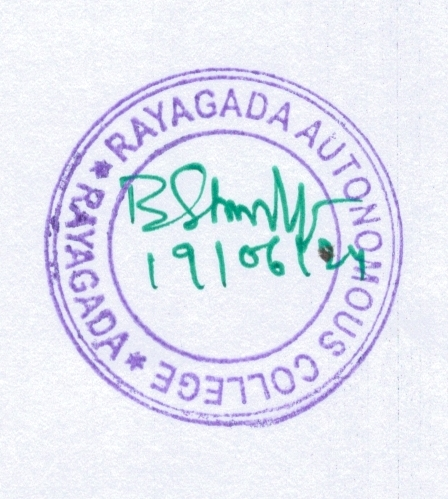 RAYAGADA AUTONOMOUS COLLEGE
* RAYAGADA *
19/06/24